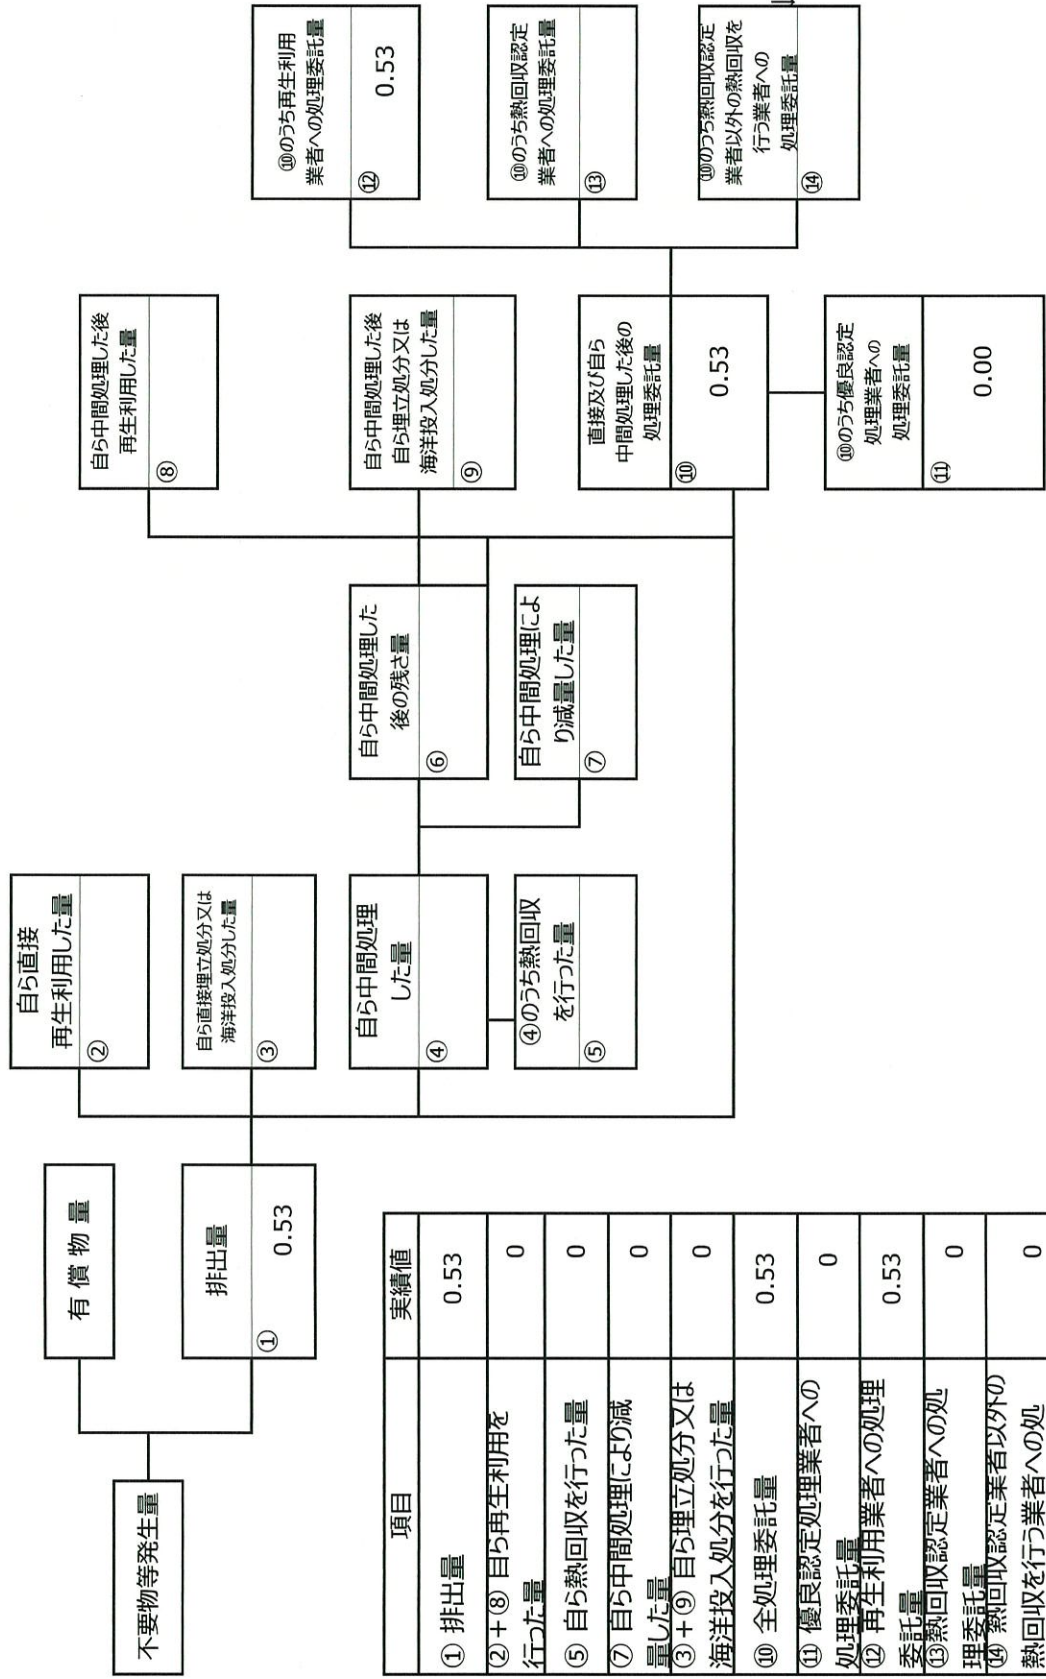 不要物等発生量
有 償 物 量
排出量
①
0.53
自ら直接
再生利用した量
②
自ら直接埋立処分又は
海洋投入処分した量
③
自ら中間処理
した量
④
④のうち熱回収
を行った量
⑤
自ら中間処理した
後の残さ量
⑥
自ら中間処理によ
り減量した量
⑦
自ら中間処理した後
再生利用した量
⑧
自ら中間処理した後
自ら埋立処分又は
海洋投入処分した量
⑨
直接及び自ら
中間処理した後の
処理委託量
⑩
0.53
⑩のうち優良認定
処理業者への
処理委託量
⑪
0.00
⑩のうち再生利用
業者への処理委託量
⑫
0.53
⑩のうち熱回収認定
業者への処理委託量
⑬
⑩のうち熱回収認定
業者以外の熱回収を
行う業者への
処理委託量
⑭
項目 実績値
① 排出量 0.53
②+⑧ 自ら再生利用を
行った量 0
⑤ 自ら熱回収を行った量 0
⑦ 自ら中間処理により減
量した量 0
③+⑨ 自ら埋立処分又は
海洋投入処分を行った量 0
⑩ 全処理委託量 0.53
⑪ 優良認定処理業者への
処理委託量 0
⑫ 再生利用業者への処理
委託量 0.53
⑬熱回収認定業者への処
理委託量 0
⑭ 熱回収認定業者以外の
熱回収を行う業者への処 0